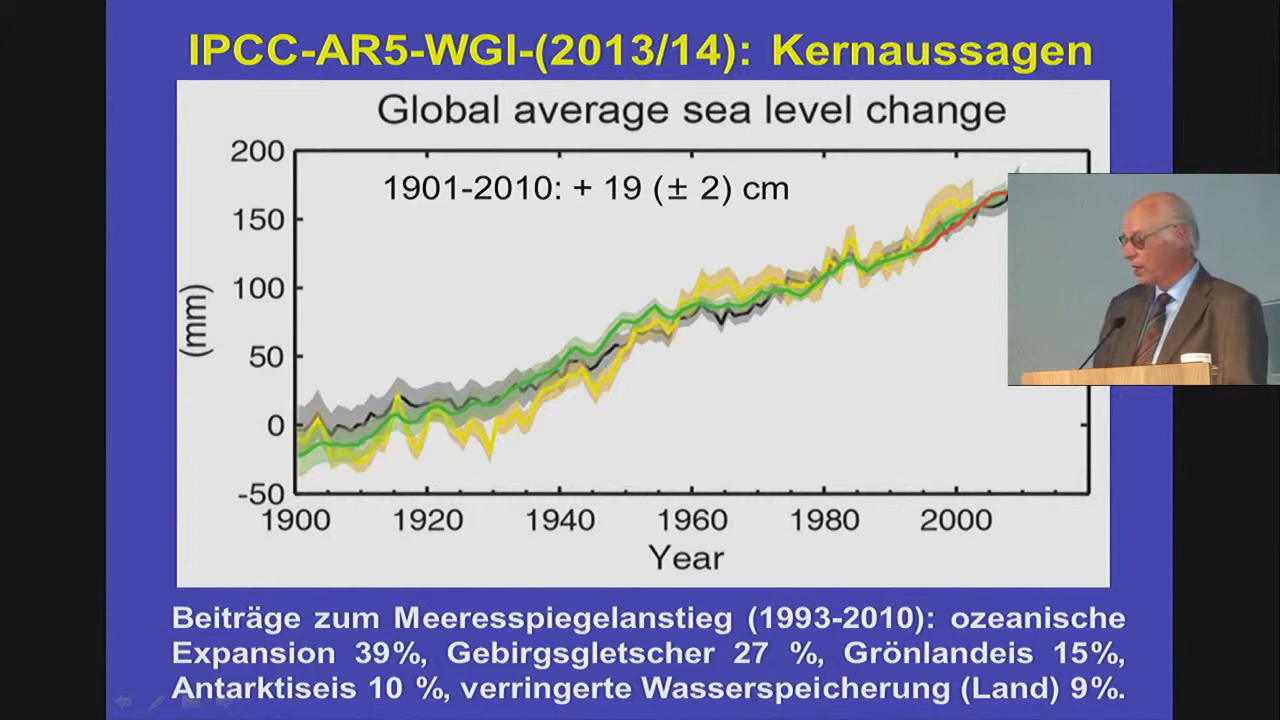 IPCC-AR5-WGI-(2013/14): Kernaussagen
Global average sea level change
1901-2010: + 19 (± 2) cm
200
150
100
50
0
-50
(mm)
1900 1920 1940 1960 1980 2000
Year
Beiträge zum Meeresspiegelanstieg (1993-2010): ozeanische
Expansion 39%, Gebirgsgletscher 27 %, Grönlandeis 15%,
Antarktiseis 10 %, verringerte Wasserspeicherung (Land) 9%.